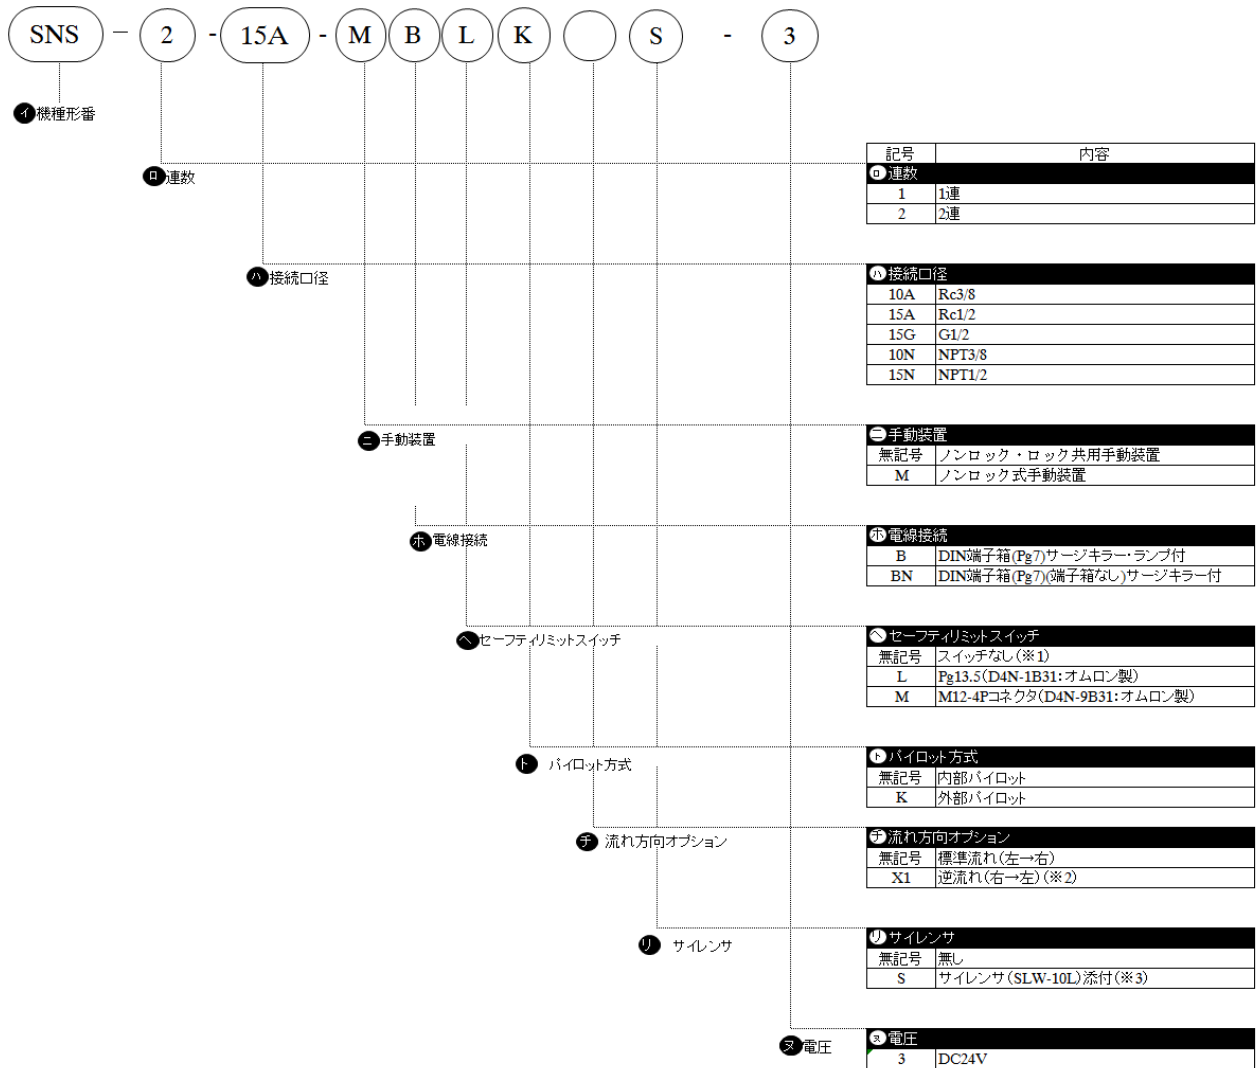 SNS － 2 - 15A - M B L K S - 3
イ 機種形番
記号 内容
ロ 連数
ロ 連数
1 1連
2 2連
ハ 接続口径
ハ 接続口径
10A Rc3/8
15A Rc1/2
15G G1/2
10N NPT3/8
15N NPT1/2
ニ 手動装置
ニ 手動装置
無記号 ノンロック・ロック共用手動装置
M ノンロック式手動装置
ホ 電線接続
ホ 電線接続
B DIN端子箱(Pg7)サージキラー・ランプ付
BN DIN端子箱(Pg7)(端子箱なし)サージキラー付
ヘ セーフティリミットスイッチ
ヘ セーフティリミットスイッチ
無記号 スイッチなし(※1)
L Pg13.5(D4N-1B31：オムロン製)
M M12-4Pコネクタ(D4N-9B31：オムロン製)
ト パイロット方式
ト パイロット方式
無記号 内部パイロット
K 外部パイロット
チ 流れ方向オプション
チ 流れ方向オプション
無記号 標準流れ(左→右)
X1 逆流れ(右→左)(※2)
リ サイレンサ
リ サイレンサ
無記号 無し
S サイレンサ(SLW-10L)添付(※3)
ヌ 電圧
ヌ 電圧
3 DC24V